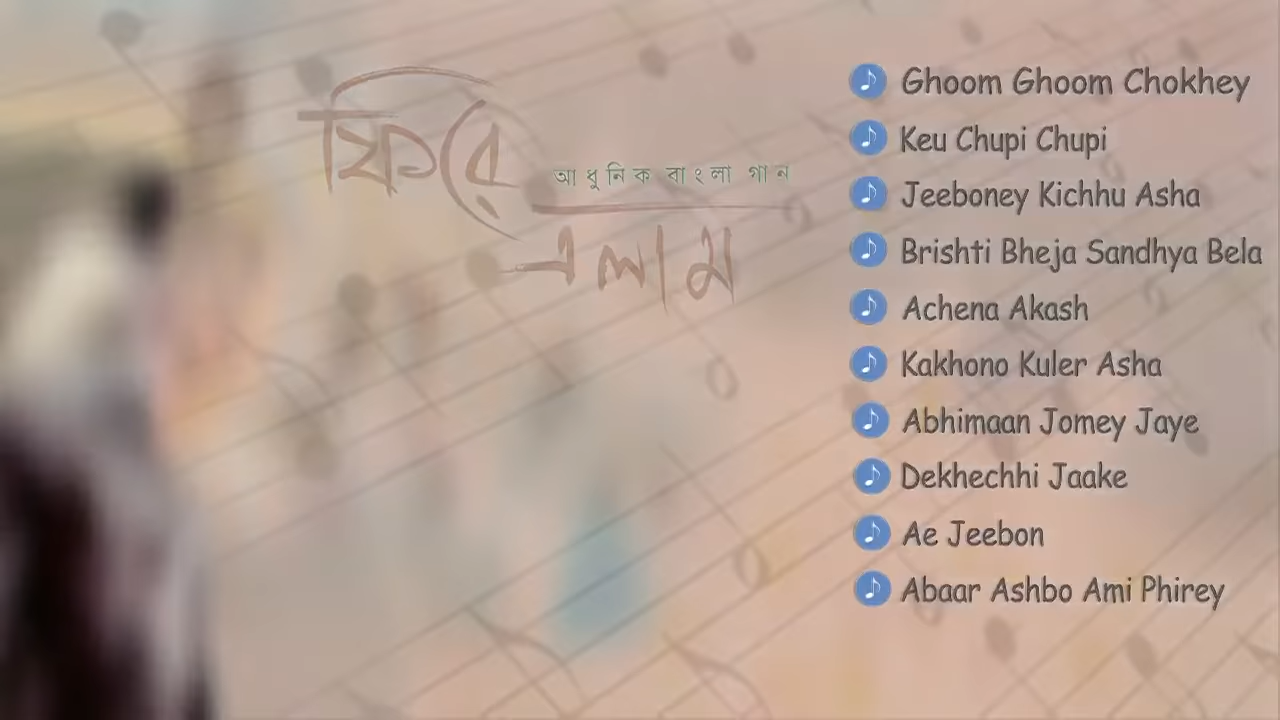 ফিরে
আধুনিক বাংলা গান
এলাম
Ghoom Ghoom Chokhey
Keu Chupi Chupi
Jeeboney Kichhu Asha
Brishti Bheja Sandhya Bela
Achena Akash
Kakhono Kuler Asha
Abhimaan Jomey Jaye
Dekhechhi Jaake
Ae Jeebon
Abaar Ashbo Ami Phirey